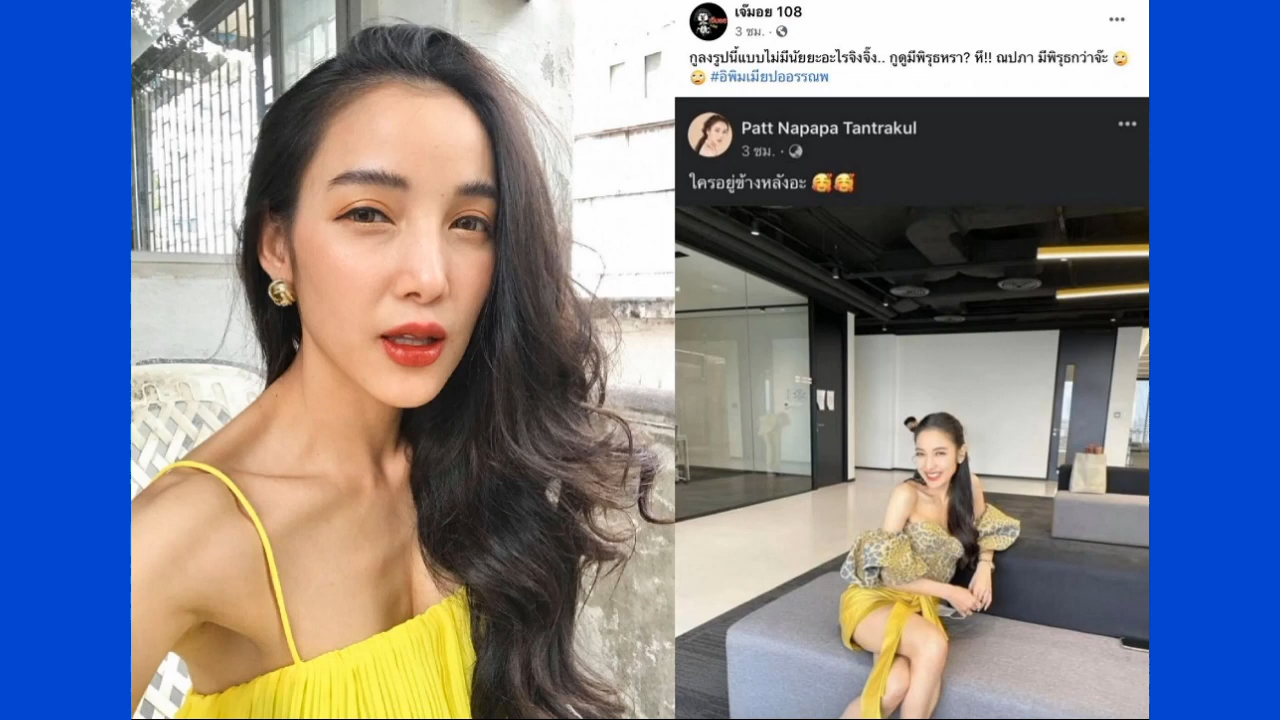 เจ๊มอย 108
3 ชม.
กูลงรูปนี้แบบไม่มีนัยยะอะไรจิงจิ๊ง.. กูดูมีพิรุธหรา? หึ!! ณปภา มีพิรุธกว่าจ๊ะ 🙄
🙄 #อิพิมเมียปออรรณพ
Patt Napapa Tantrakul
3 ชม.
ใครอยู่ข้างหลังอะ 🥰🥰